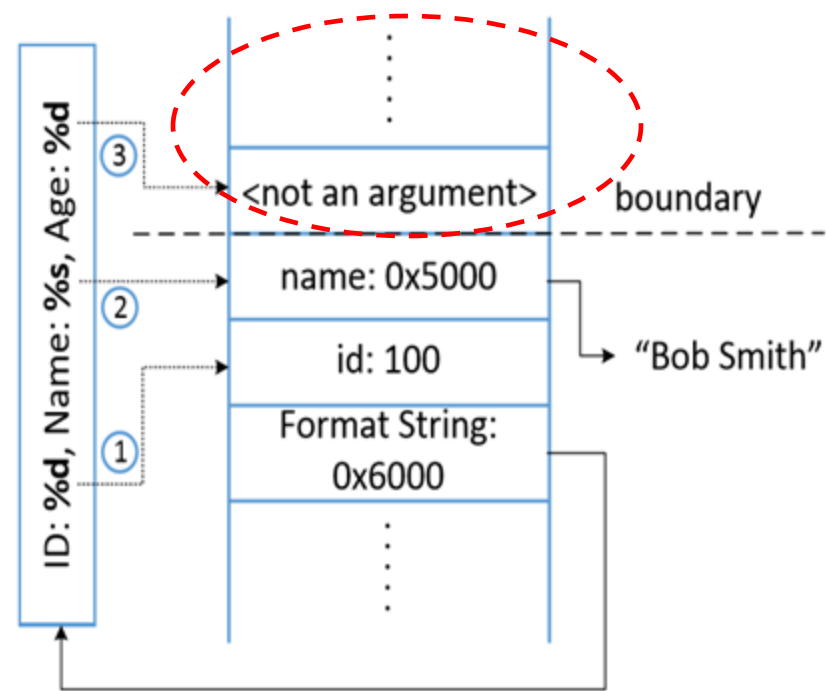 ID: %d, Name: %s, Age: %d
3
2
1
<not an argument>
boundary
name: 0x5000
id: 100
"Bob Smith"
Format String:
0x6000